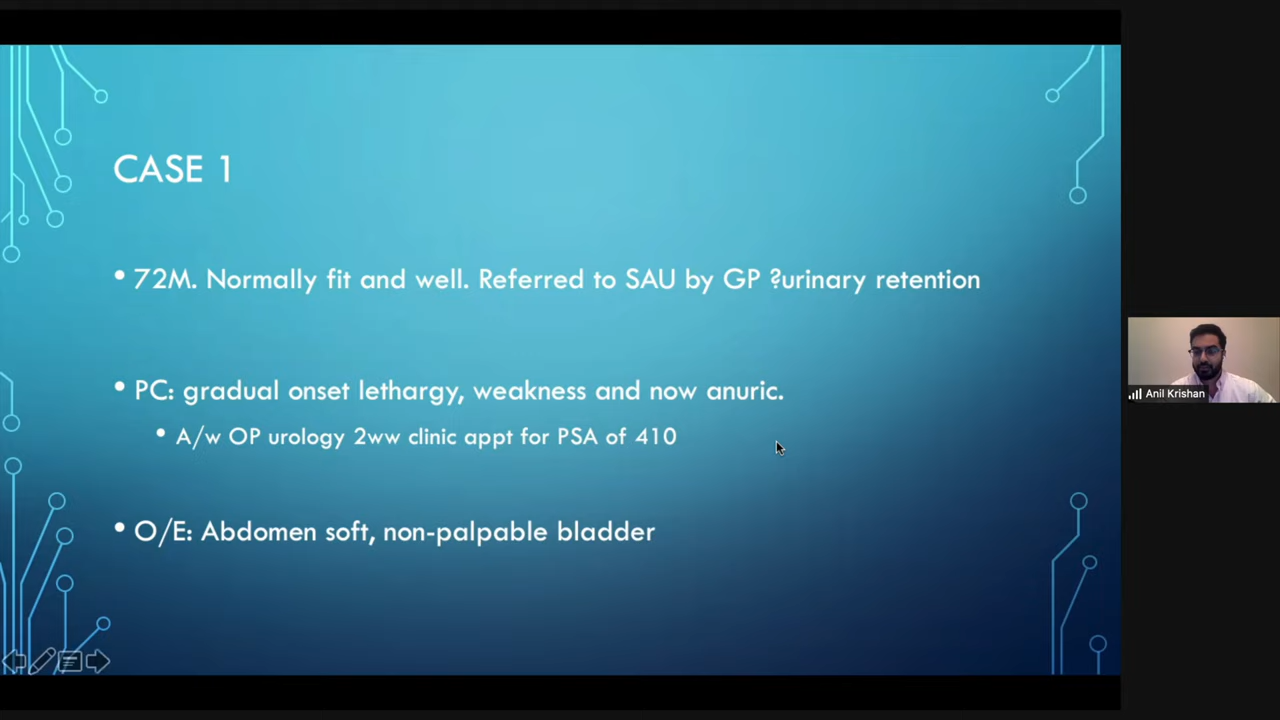 CASE 1
• 72M. Normally fit and well. Referred to SAU by GP ?urinary retention
• PC: gradual onset lethargy, weakness and now anuric.
• A/w OP urology 2ww clinic appt for PSA of 410
• O/E: Abdomen soft, non-palpable bladder
Anil Krishan